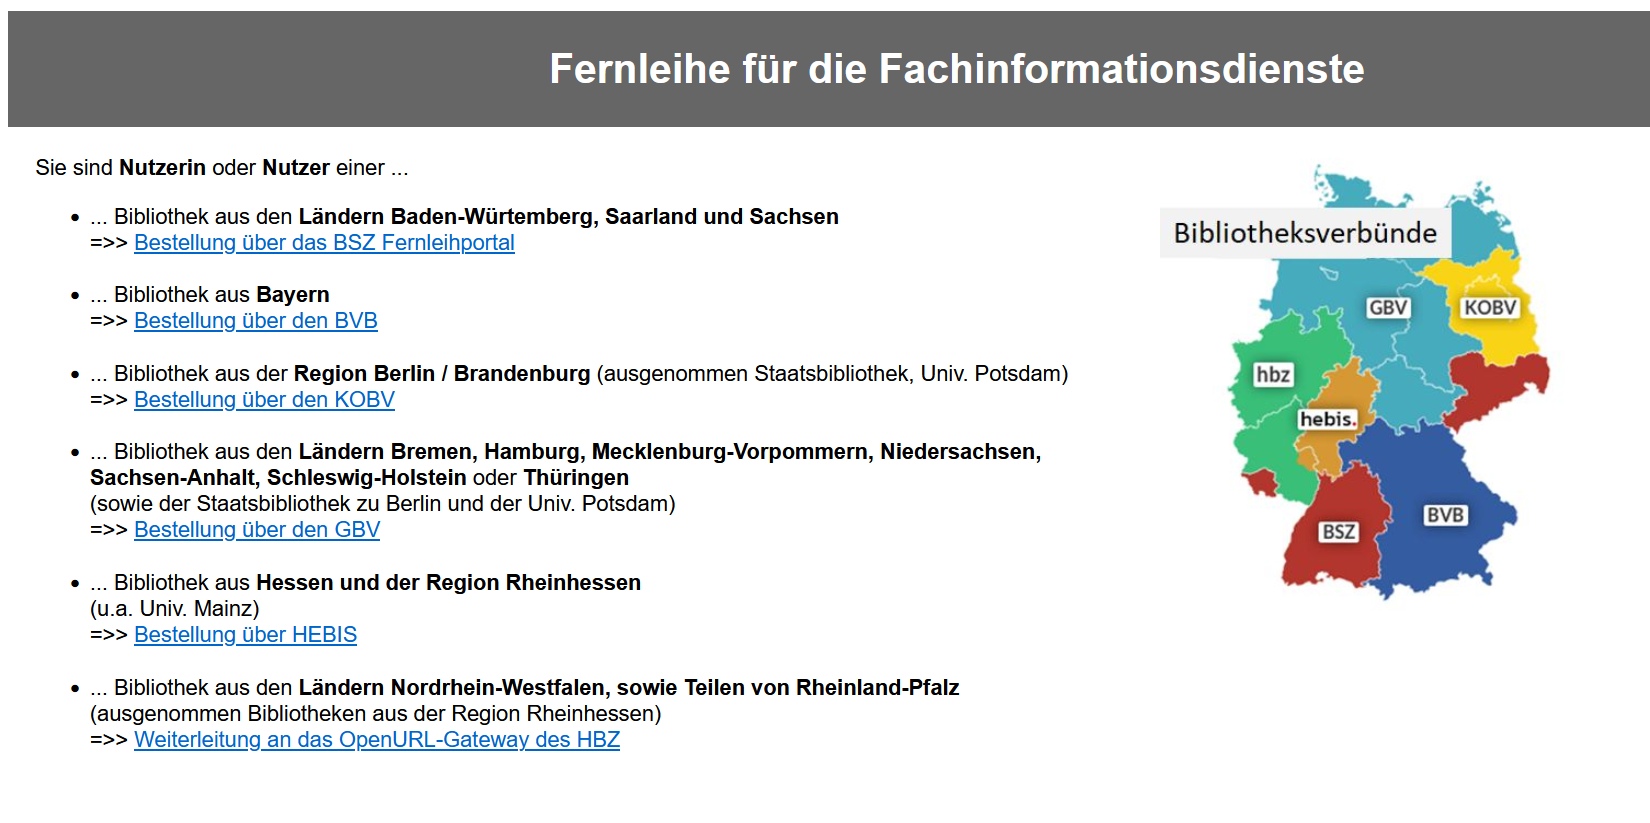 Fernleihe für die Fachinformationsdienste
Sie sind Nutzerin oder Nutzer einer ...
... Bibliothek aus den Ländern Baden-Würtemberg, Saarland und Sachsen
=>> Bestellung über das BSZ Fernleihportal
... Bibliothek aus Bayern
=>> Bestellung über den BVB
... Bibliothek aus der Region Berlin / Brandenburg (ausgenommen Staatsbibliothek, Univ. Potsdam)
=>> Bestellung über den KOBV
... Bibliothek aus den Ländern Bremen, Hamburg, Mecklenburg-Vorpommern, Niedersachsen,
Sachsen-Anhalt, Schleswig-Holstein oder Thüringen
(sowie der Staatsbibliothek zu Berlin und der Univ. Potsdam)
=>> Bestellung über den GBV
... Bibliothek aus Hessen und der Region Rheinhessen
(u.a. Univ. Mainz)
=>> Bestellung über HEBIS
... Bibliothek aus den Ländern Nordrhein-Westfalen, sowie Teilen von Rheinland-Pfalz
(ausgenommen Bibliotheken aus der Region Rheinhessen)
=>> Weiterleitung an das OpenURL-Gateway des HBZ
Bibliotheksverbünde
GBV
KOBV
hbz
hebis.
BVB
BSZ